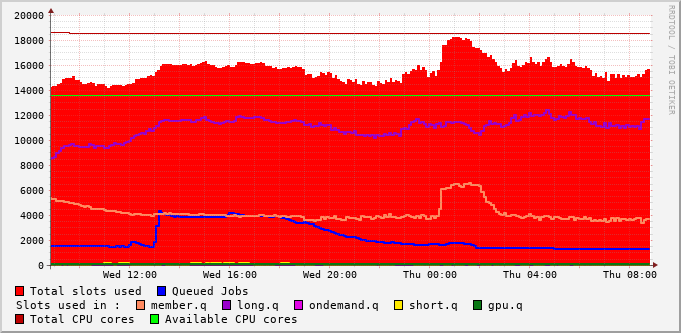 20000
18000
16000
14000
12000
10000
8000
6000
4000
2000
0
Wed 12:00 Wed 16:00 Wed 20:00 Thu 00:00 Thu 04:00 Thu 08:00
Total slots used Queued Jobs
Slots used in : member.q long.q ondemand.q short.q gpu.q
Total CPU cores Available CPU cores
RRDTOOL / TOBI OETIKER